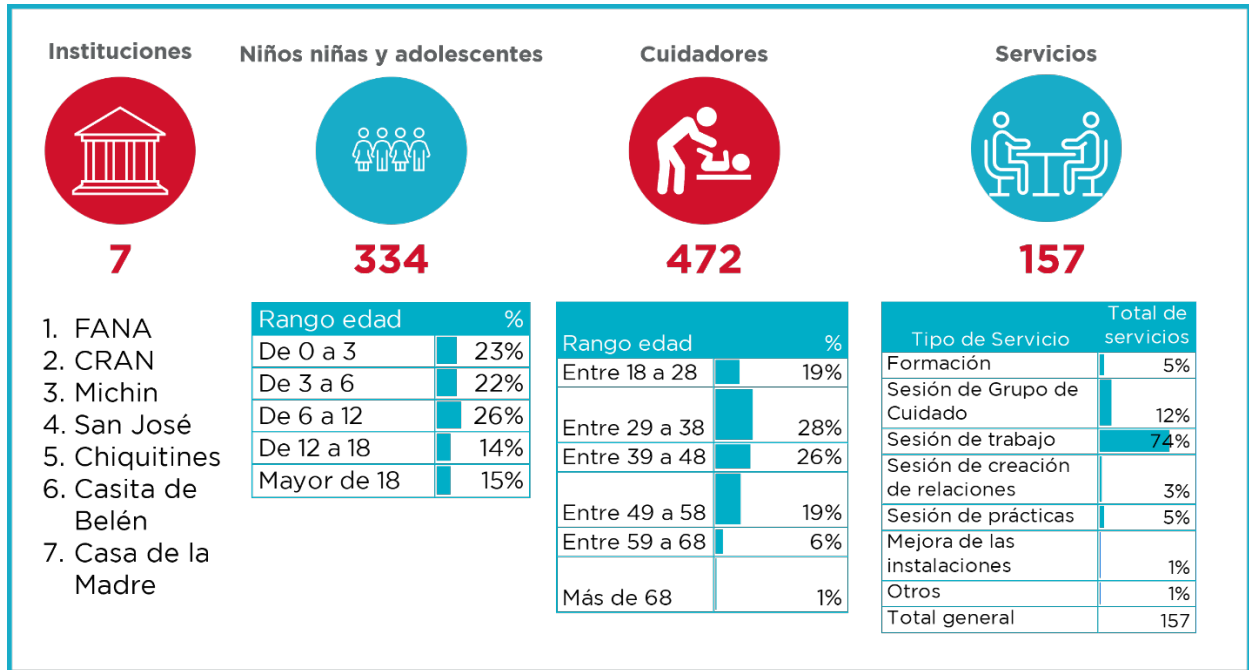 Instituciones
7
1. FANA
2. CRAN
3. Michin
4. San José
5. Chiquitines
6. Casita de
Belén
7. Casa de la
Madre
Niños niñas y adolescentes
334
Rango edad %
De 0 a 3 23%
De 3 a 6 22%
De 6 a 12 26%
De 12 a 18 14%
Mayor de 18 15%
Cuidadores
472
Rango edad %
Entre 18 a 28 19%
Entre 29 a 38 28%
Entre 39 a 48 26%
Entre 49 a 58 19%
Entre 59 a 68 6%
Más de 68 1%
Servicios
157
Tipo de Servicio Total de
servicios
Formación 5%
Sesión de Grupo de
Cuidado 12%
Sesión de trabajo 74%
Sesión de creación
de relaciones 3%
Sesión de prácticas 5%
Mejora de las
instalaciones 1%
Otros 1%
Total general 157